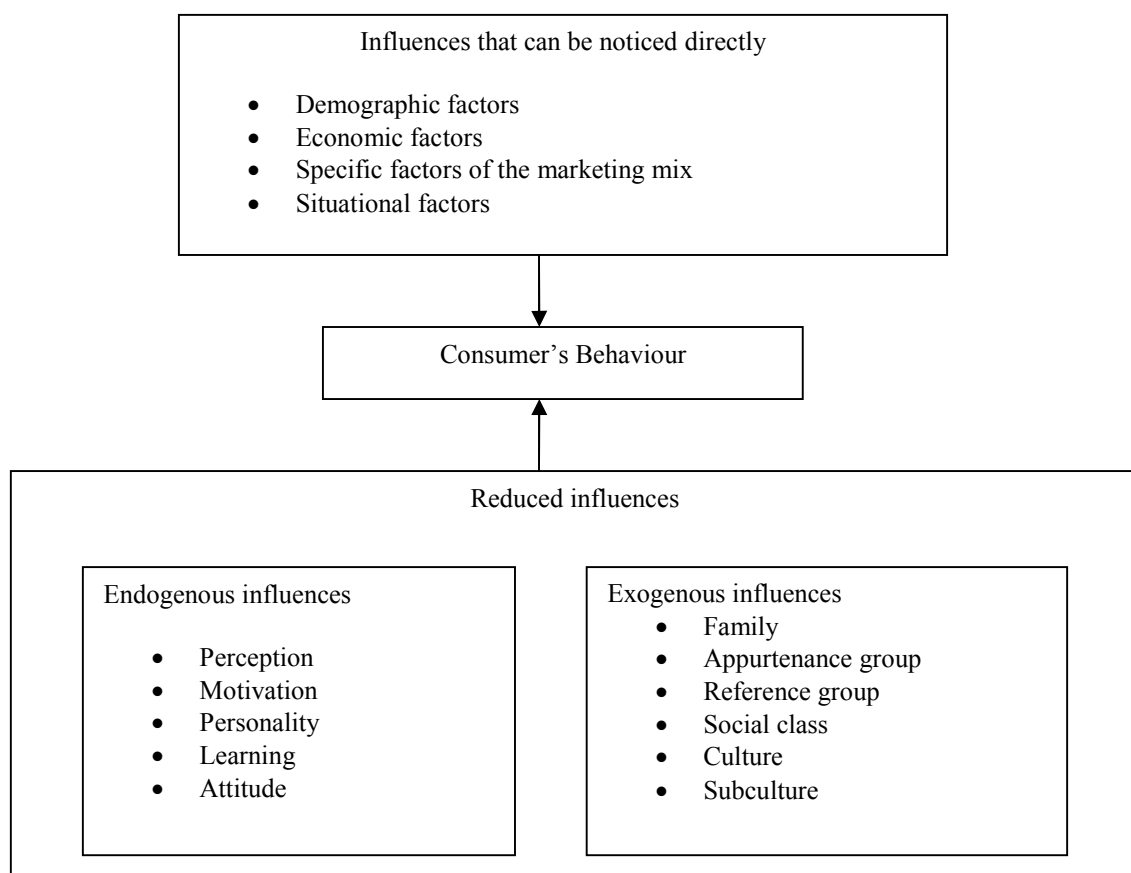 Influences that can be noticed directly
• Demographic factors
• Economic factors
• Specific factors of the marketing mix
• Situational factors
Consumer’s Behaviour
Reduced influences
Endogenous influences
• Perception
• Motivation
• Personality
• Learning
• Attitude
Exogenous influences
• Family
• Appurtenance group
• Reference group
• Social class
• Culture
• Subculture